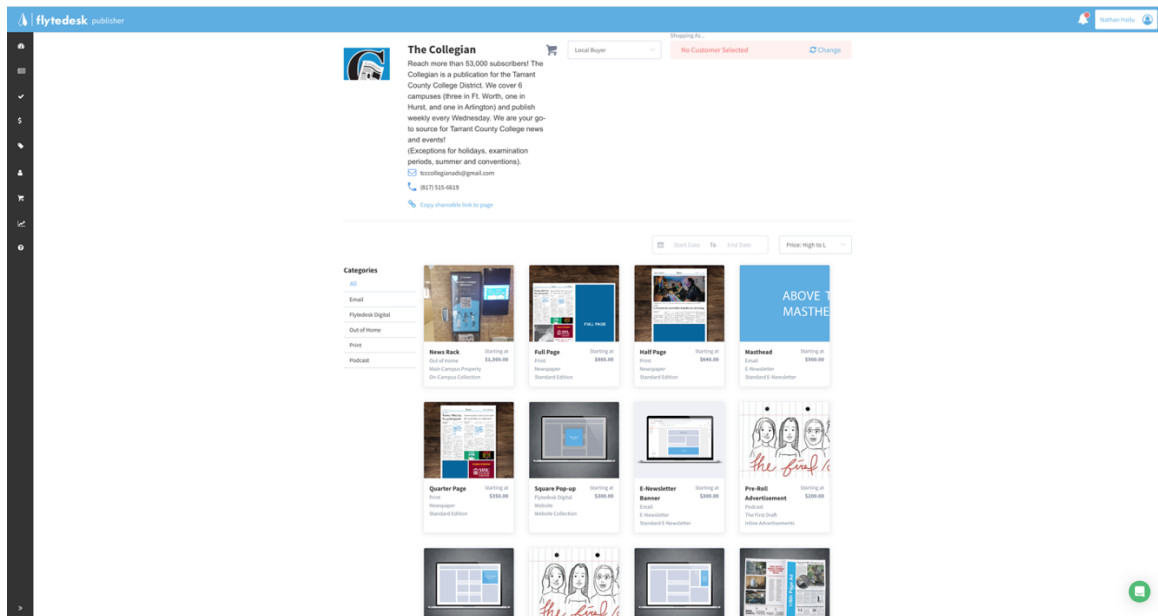 flytedesk publisher
Nathan Hailu
The Collegian
Reach more than 53,000 subscribers! The
Collegian is a publication for the Tarrant
County College District. We cover 6
campuses (three in Ft. Worth, one in
Hurst, and one in Arlington) and publish
weekly every Wednesday. We are your go-
to source for Tarrant County College news
and events!
(Exceptions for holidays, examination
periods, summer and conventions).
tcccollegianads@gmail.com
(817) 515-6619
Copy shareable link to page
Local Buyer
Shopping As...
No Customer Selected
Change
Start Date To End Date
Price: High to L
Categories
All
Email
Flytedesk Digital
Out of Home
Print
Podcast
News Rack Starting at
Out of Home
Main Campus Property
On-Campus Collection
FULL PAGE
Full Page Starting at
Print
Newspaper
Standard Edition
Half Page Starting at
Print
Newspaper
Standard Edition
ABOVE T
MASTHE
Masthead Starting at
Email $500.00
E-Newsletter
Standard E-Newsletter
Quarter Page Starting at
Print $350.00
Newspaper
Standard Edition
Square Pop-up Starting at
Flytedesk Digital $300.00
Website
Website Collection
E-Newsletter Starting at
Banner $300.00
Email
E-Newsletter
Standard E-Newsletter
the first
Pre-Roll Starting at
Advertisement $200.00
Podcast
The First Draft
Inline Advertisements